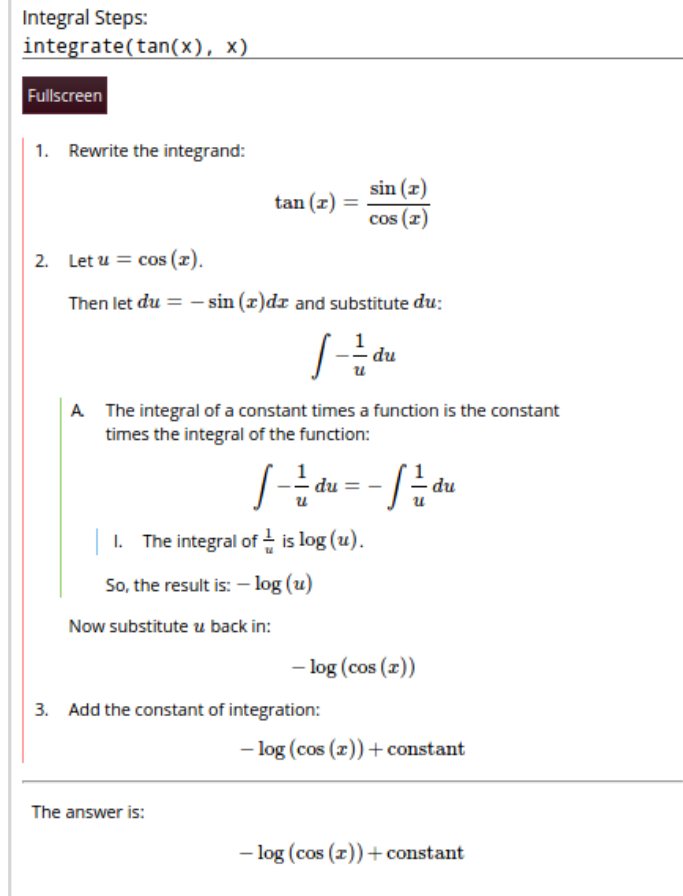 Integral Steps:
integrate(tan(x), x)
Fullscreen
1. Rewrite the integrand:
tan (x) = sin (x) / cos (x)
2. Let u = cos (x).
Then let du = − sin (x)dx and substitute du:
∫ −1/u du
A. The integral of a constant times a function is the constant
times the integral of the function:
∫ −1/u du = − ∫ 1/u du
I. The integral of 1/u is log (u).
So, the result is: − log (u)
Now substitute u back in:
− log (cos (x))
3. Add the constant of integration:
− log (cos (x)) + constant
The answer is:
− log (cos (x)) + constant